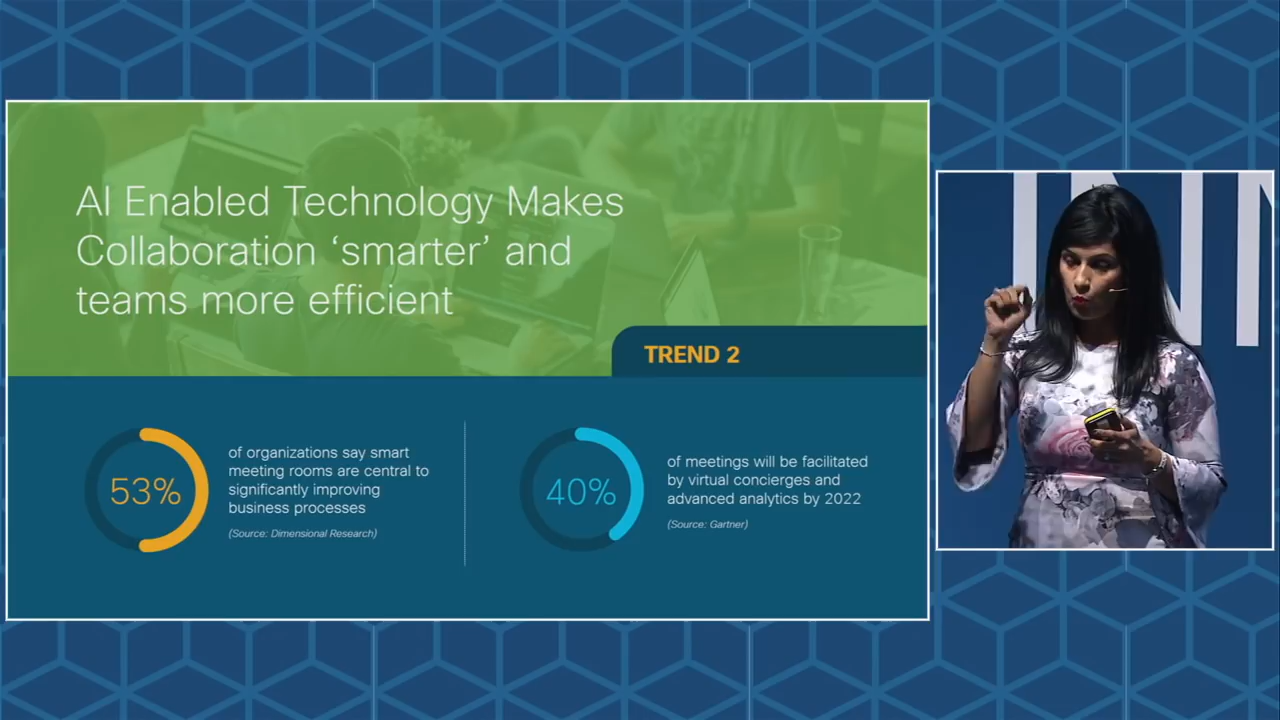 AI Enabled Technology Makes
Collaboration ‘smarter’ and
teams more efficient
TREND 2
53%
of organizations say smart
meeting rooms are central to
significantly improving
business processes
(Source: Dimensional Research)
40%
of meetings will be facilitated
by virtual concierges and
advanced analytics by 2022
(Source: Gartner)